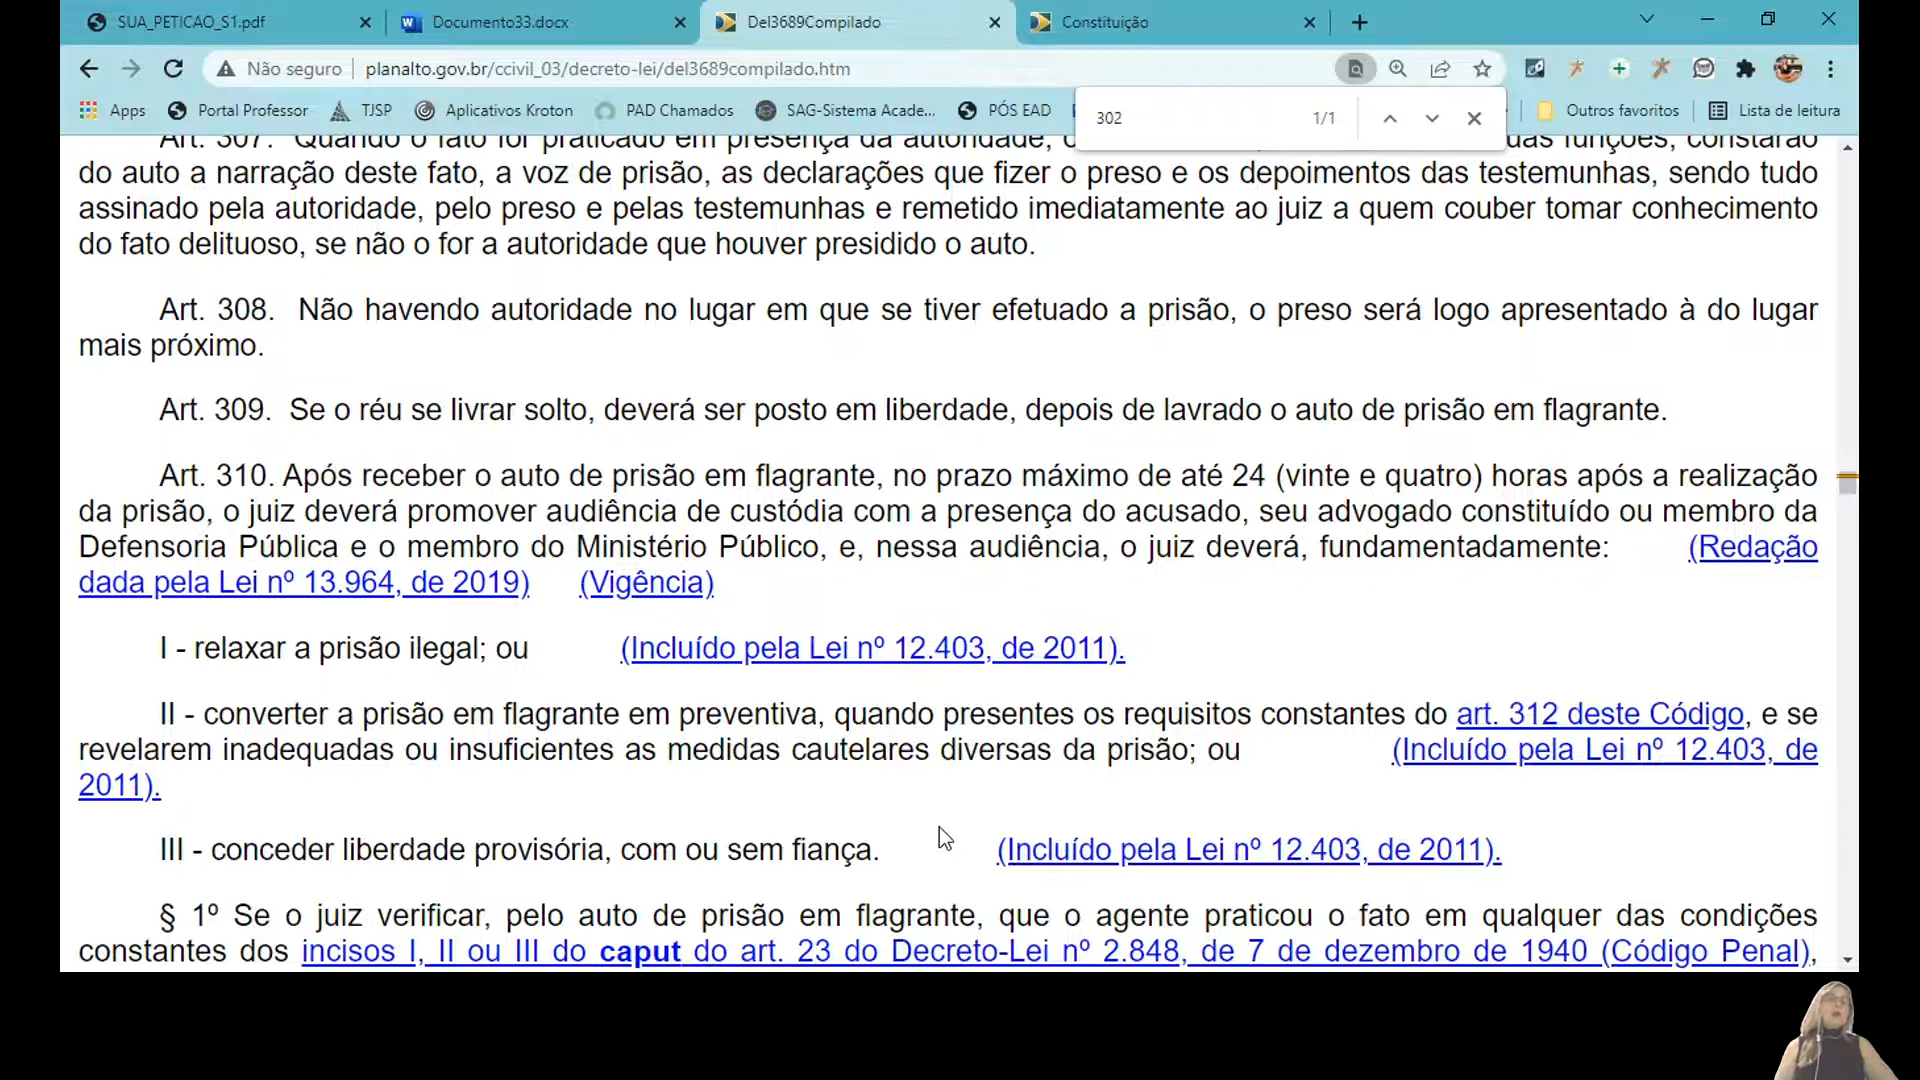 SUA_PETICAO_S1.pdf
Documento33.docx
Del3689Compilado
Constituição
Não seguro
planalto.gov.br/ccivil_03/decreto-lei/del3689compilado.htm
Apps
Portal Professor
TJSP
Aplicativos Kroton
PAD Chamados
SAG-Sistema Acade...
PÓS EAD
Outros favoritos
Lista de leitura
302
1/1
Art. 307. Quando o fato for praticado em presença da autoridade, uas funções, constarão
do auto a narração deste fato, a voz de prisão, as declarações que fizer o preso e os depoimentos das testemunhas, sendo tudo
assinado pela autoridade, pelo preso e pelas testemunhas e remetido imediatamente ao juiz a quem couber tomar conhecimento
do fato delituoso, se não o for a autoridade que houver presidido o auto.
Art. 308. Não havendo autoridade no lugar em que se tiver efetuado a prisão, o preso será logo apresentado à do lugar
mais próximo.
Art. 309. Se o réu se livrar solto, deverá ser posto em liberdade, depois de lavrado o auto de prisão em flagrante.
Art. 310. Após receber o auto de prisão em flagrante, no prazo máximo de até 24 (vinte e quatro) horas após a realização
da prisão, o juiz deverá promover audiência de custódia com a presença do acusado, seu advogado constituído ou membro da
Defensoria Pública e o membro do Ministério Público, e, nessa audiência, o juiz deverá, fundamentadamente: (Redação
dada pela Lei nº 13.964, de 2019) (Vigência)
I - relaxar a prisão ilegal; ou (Incluído pela Lei nº 12.403, de 2011).
II - converter a prisão em flagrante em preventiva, quando presentes os requisitos constantes do art. 312 deste Código, e se
revelarem inadequadas ou insuficientes as medidas cautelares diversas da prisão; ou (Incluído pela Lei nº 12.403, de
2011).
III - conceder liberdade provisória, com ou sem fiança. (Incluído pela Lei nº 12.403, de 2011).
§ 1º Se o juiz verificar, pelo auto de prisão em flagrante, que o agente praticou o fato em qualquer das condições
constantes dos incisos I, II ou III do caput do art. 23 do Decreto-Lei nº 2.848, de 7 de dezembro de 1940 (Código Penal),